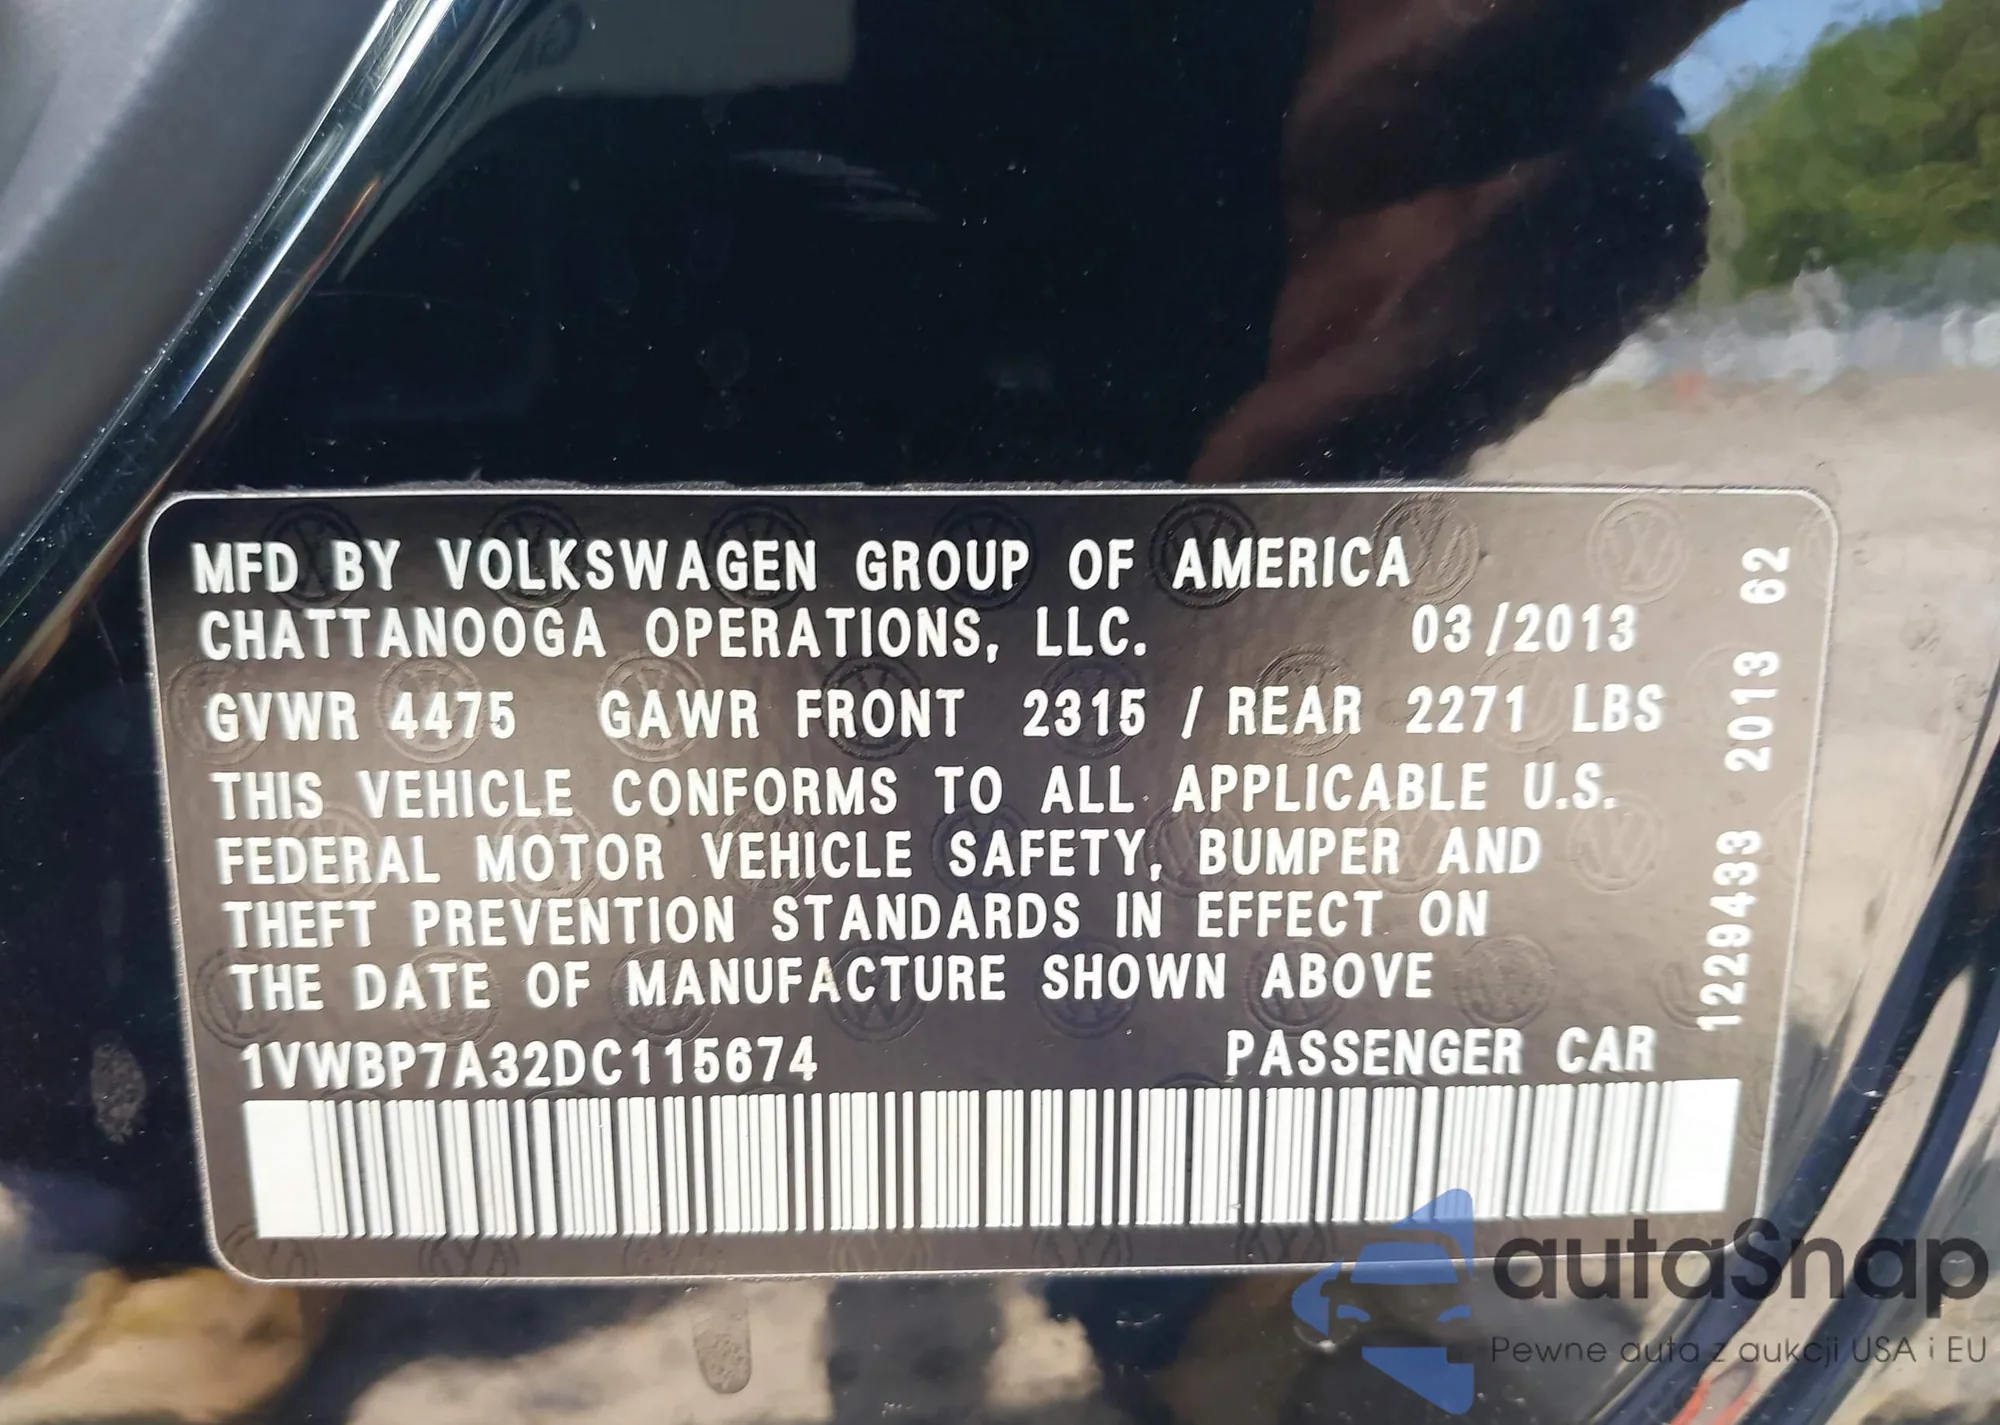 MFD BY VOLKSWAGEN GROUP OF AMERICA
CHATTANOOGA OPERATIONS, LLC. 03/2013
GVWR 4475 GAWR FRONT 2315 / REAR 2271 LBS
THIS VEHICLE CONFORMS TO ALL APPLICABLE U.S.
FEDERAL MOTOR VEHICLE SAFETY, BUMPER AND
THEFT PREVENTION STANDARDS IN EFFECT ON
THE DATE OF MANUFACTURE SHOWN ABOVE
1VWBP7A32DC115674 PASSENGER CAR
1229433 2013 62
autaSnap
Pewne auta z aukcji USA i EU